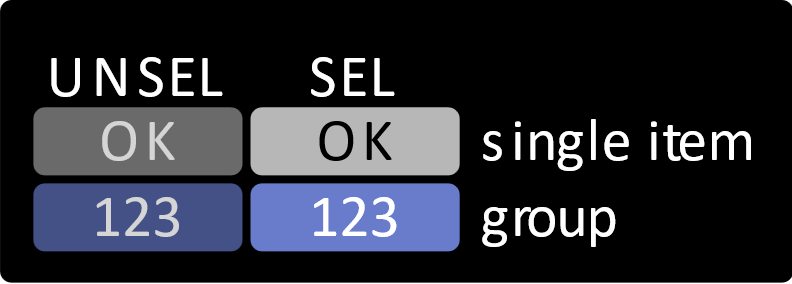 UNSEL SEL
OK OK single item
123 123 group